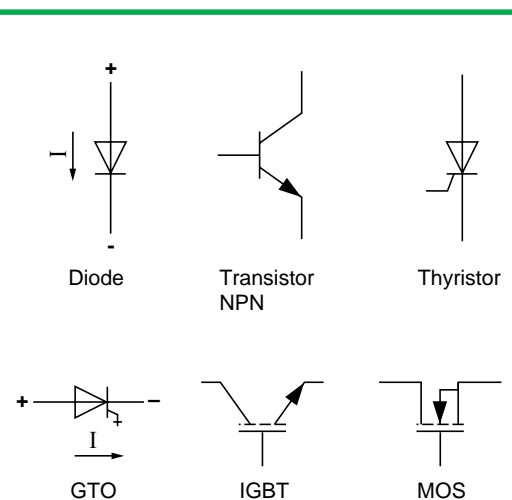 +
I
-
Diode
Transistor
NPN
Thyristor
+
−
I
GTO
IGBT
MOS